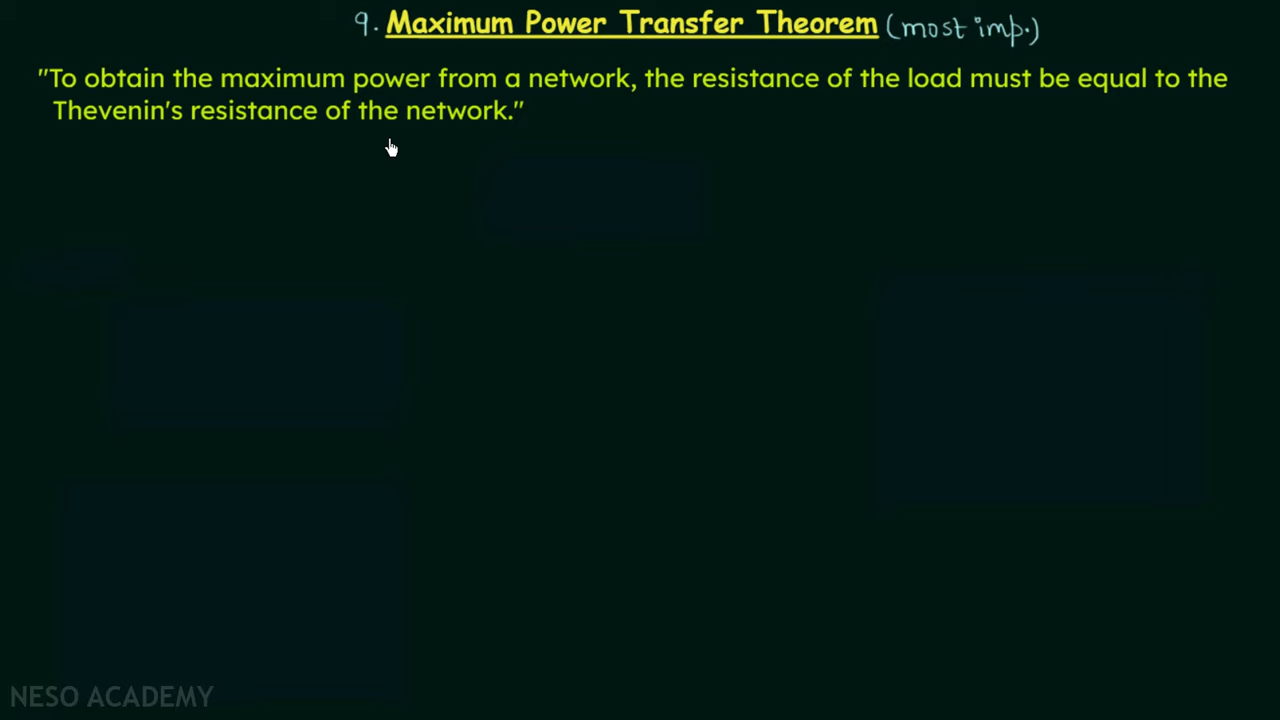 9. Maximum Power Transfer Theorem (most imp.)
"To obtain the maximum power from a network, the resistance of the load must be equal to the
Thevenin's resistance of the network."
NESO ACADEMY